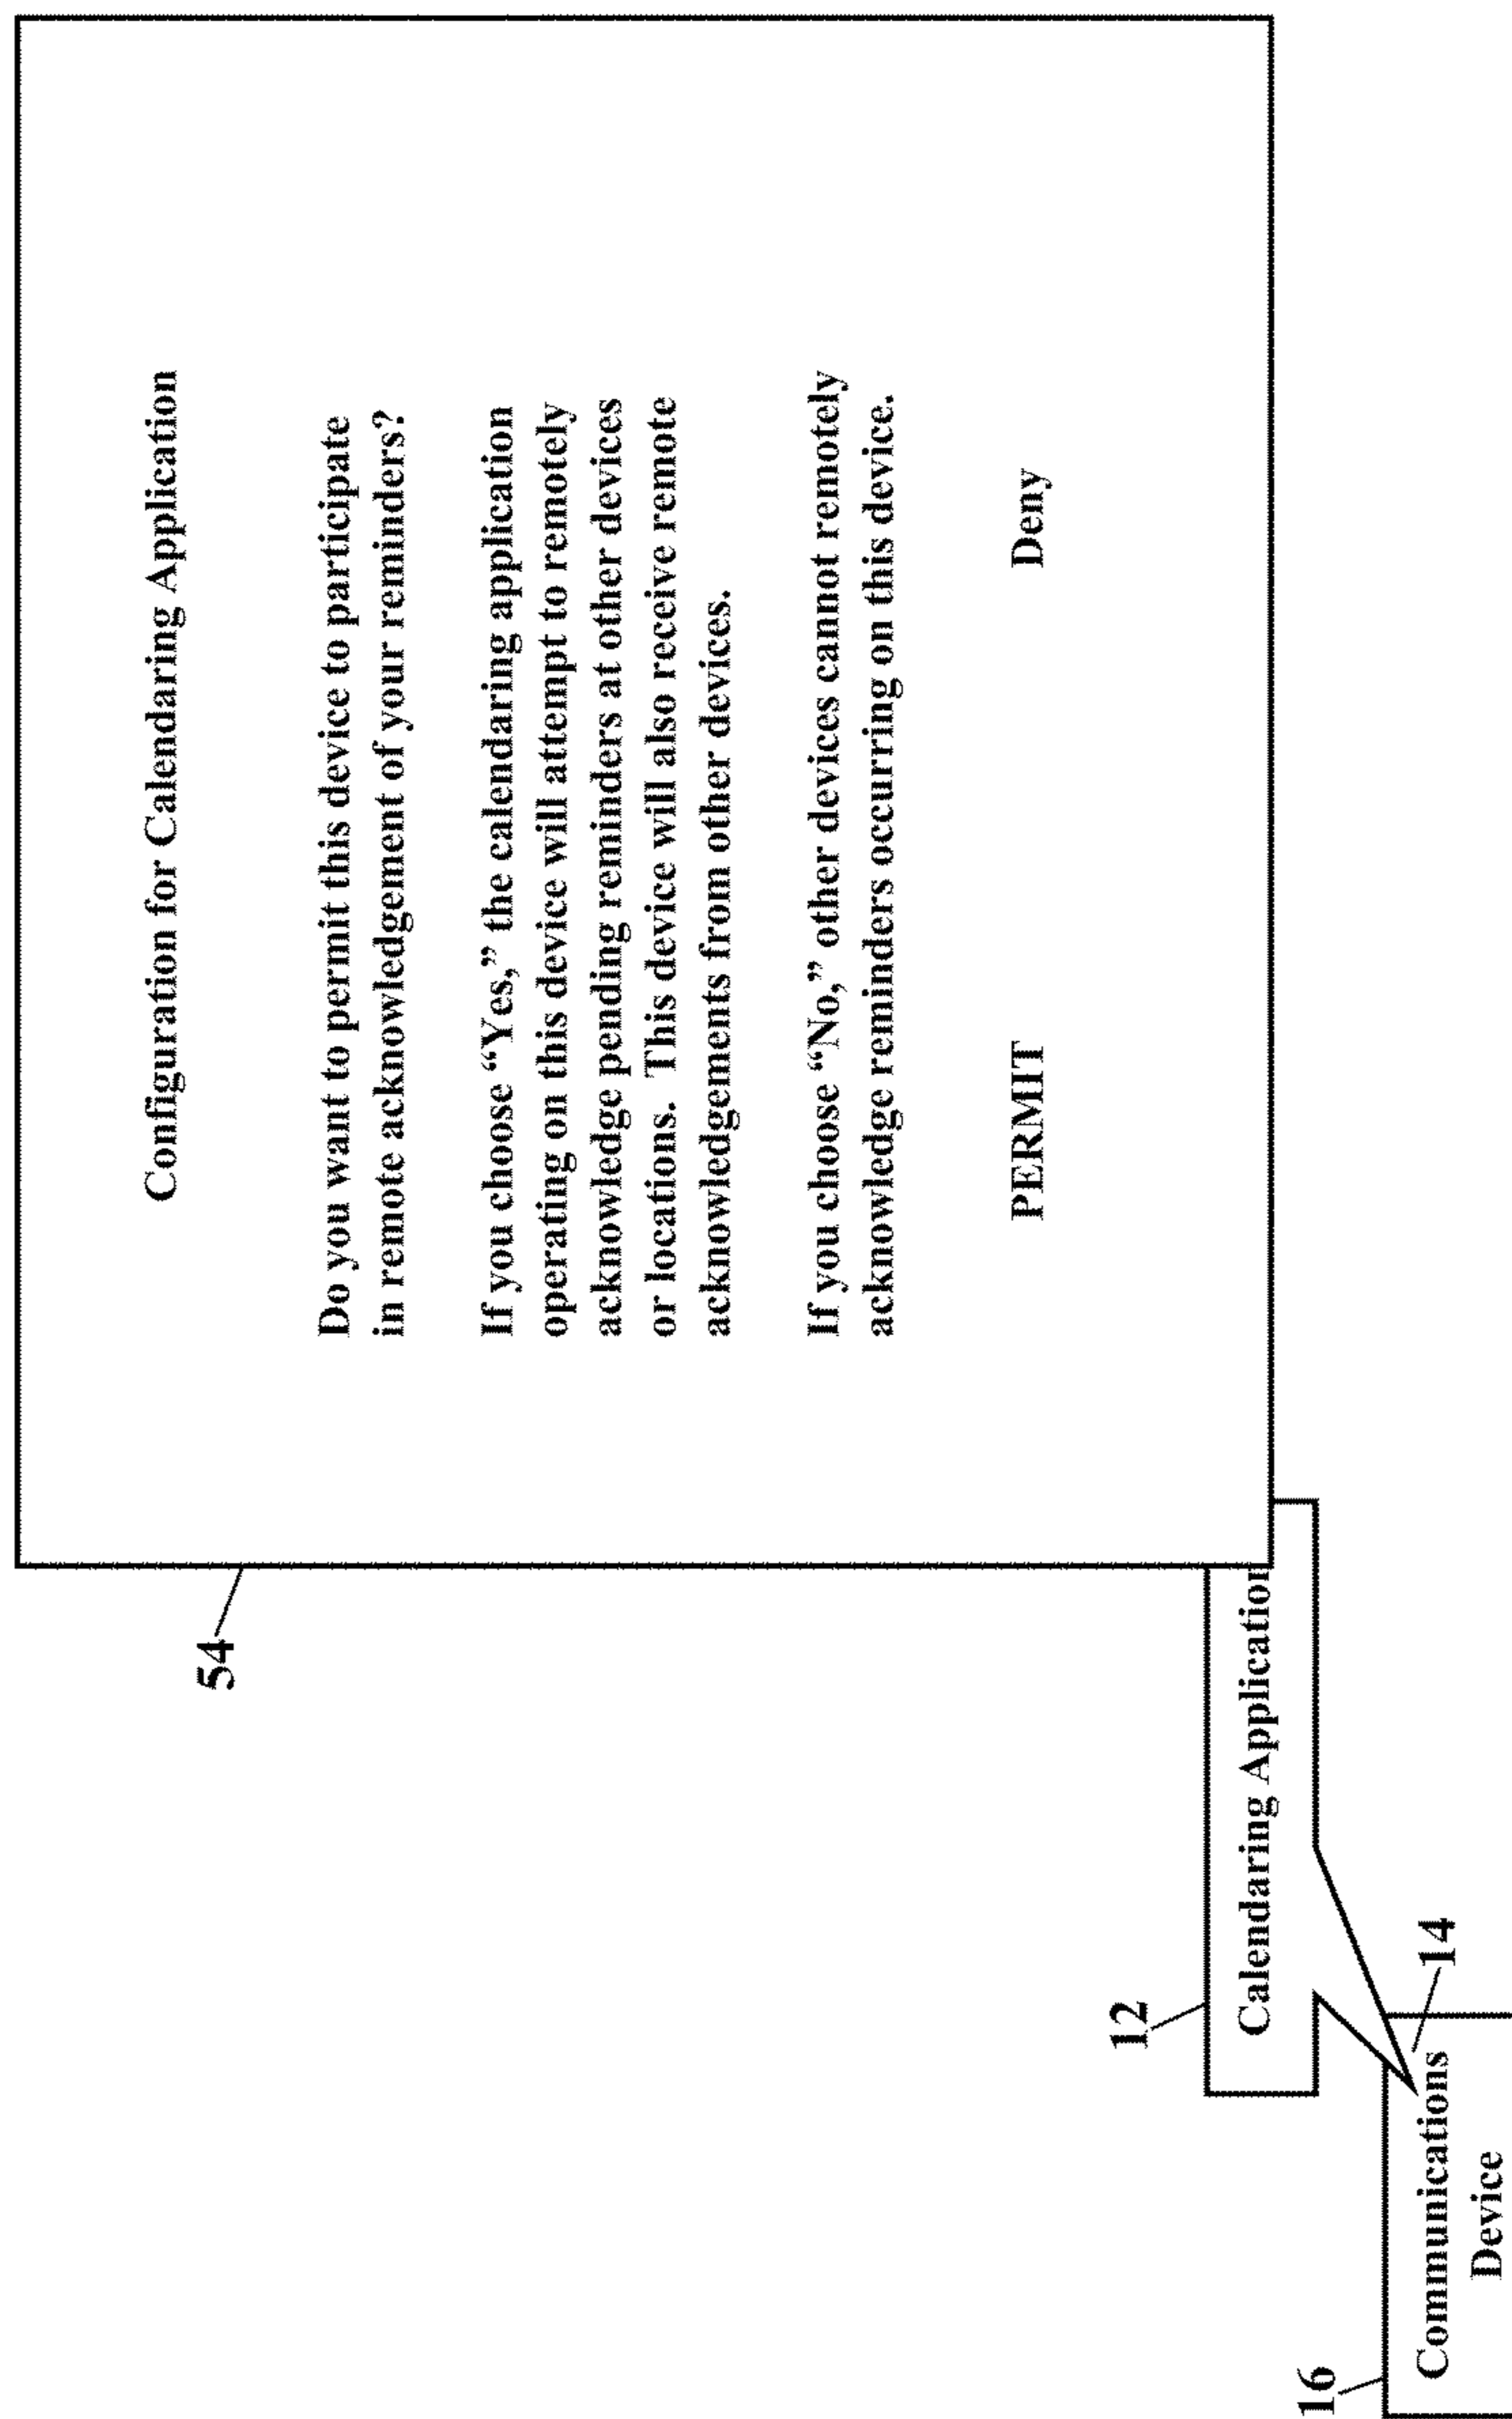 Configuration for Calendaring Application
Do you want to permit this device to participate
in remote acknowledgement of your reminders?
If you choose “Yes,” the calendaring application
operating on this device will attempt to remotely
acknowledge pending reminders at other devices
or locations.  This device will also receive remote
acknowledgements from other devices.
If you choose “No,” other devices cannot remotely
acknowledge reminders occurring on this device.
PERMIT Deny
54
12
Calendaring Application
16
14
Communications
Device